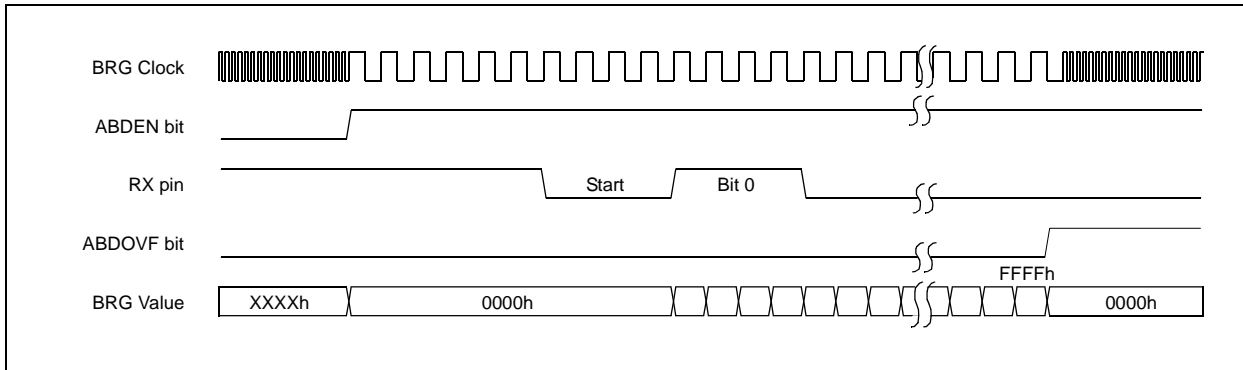 BRG Clock
ABDEN bit
RX pin
Start
Bit 0
ABDOVF bit
FFFFh
BRG Value
XXXXh
0000h
0000h